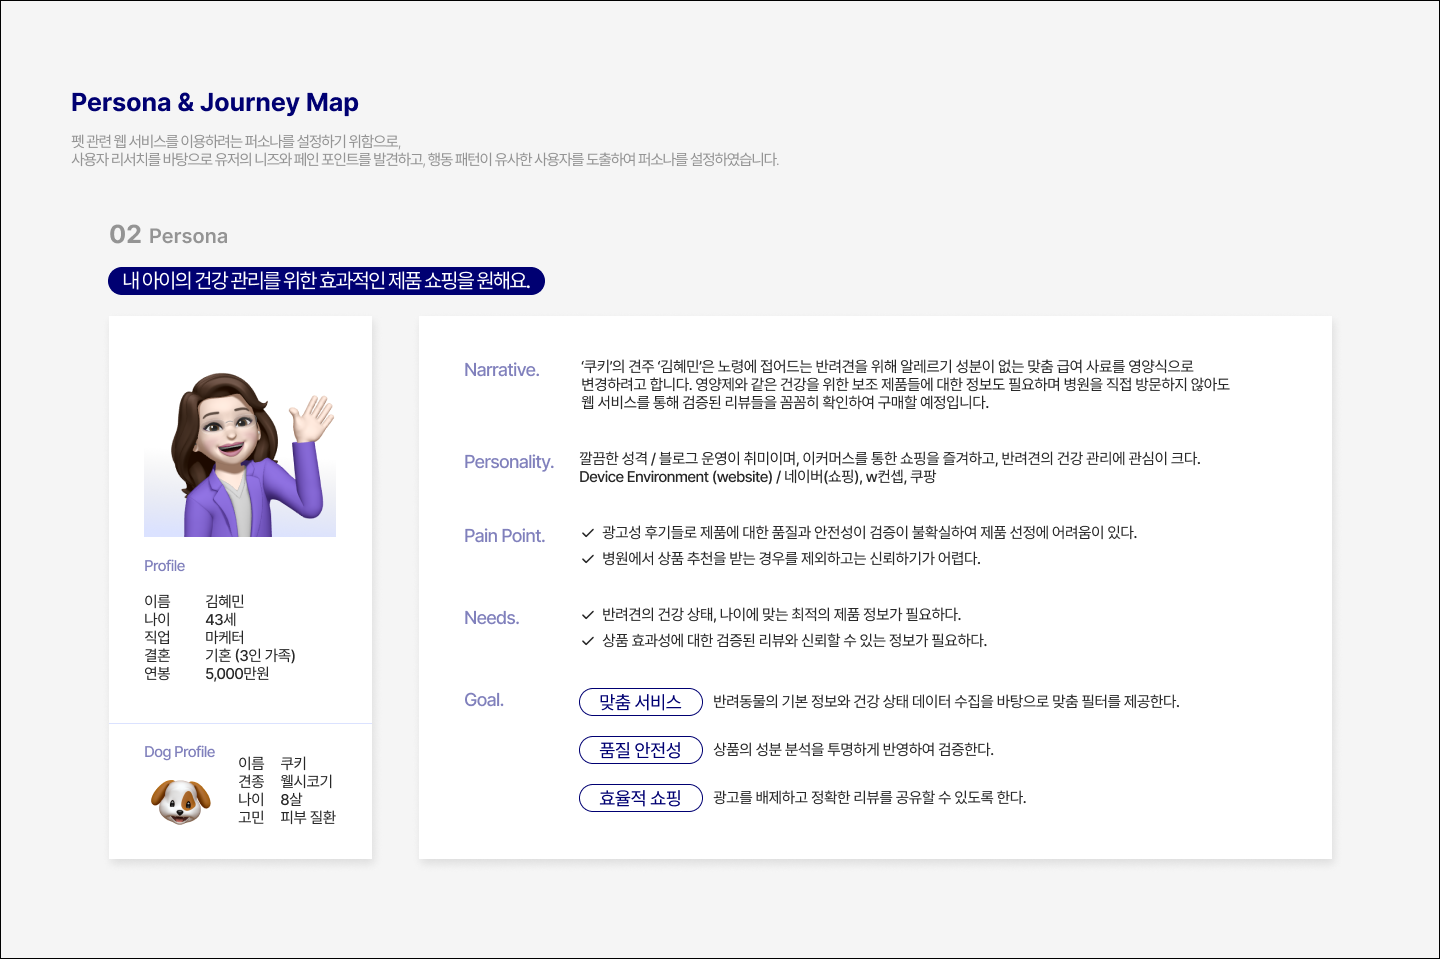 Persona & Journey Map
펫 관련 웹 서비스를 이용하려는 퍼소나를 설정하기 위함으로,
사용자 리서치를 바탕으로 유저의 니즈와 페인 포인트를 발견하고, 행동 패턴이 유사한 사용자를 도출하여 퍼소나를 설정하였습니다.
02 Persona
내 아이의 건강 관리를 위한 효과적인 제품 쇼핑을 원해요.
Profile
이름 김혜민
나이 43세
직업 마케터
결혼 기혼 (3인 가족)
연봉 5,000만원
Dog Profile
이름 쿠키
견종 웰시코기
나이 8살
고민 피부 질환
Narrative.
‘쿠키’의 견주 ‘김혜민’은 노령에 접어드는 반려견을 위해 알레르기 성분이 없는 맞춤 급여 사료를 영양식으로
변경하려고 합니다. 영양제와 같은 건강을 위한 보조 제품들에 대한 정보도 필요하며 병원을 직접 방문하지 않아도
웹 서비스를 통해 검증된 리뷰들을 꼼꼼히 확인하여 구매할 예정입니다.
Personality.
깔끔한 성격 / 블로그 운영이 취미이며, 이커머스를 통한 쇼핑을 즐겨하고, 반려견의 건강 관리에 관심이 크다.
Device Environment (website) / 네이버(쇼핑), w컨셉, 쿠팡
Pain Point.
✓ 광고성 후기들로 제품에 대한 품질과 안전성이 검증이 불확실하여 제품 선정에 어려움이 있다.
✓ 병원에서 상품 추천을 받는 경우를 제외하고는 신뢰하기가 어렵다.
Needs.
✓ 반려견의 건강 상태, 나이에 맞는 최적의 제품 정보가 필요하다.
✓ 상품 효과성에 대한 검증된 리뷰와 신뢰할 수 있는 정보가 필요하다.
Goal.
맞춤 서비스 반려동물의 기본 정보와 건강 상태 데이터 수집을 바탕으로 맞춤 필터를 제공한다.
품질 안전성 상품의 성분 분석을 투명하게 반영하여 검증한다.
효율적 쇼핑 광고를 배제하고 정확한 리뷰를 공유할 수 있도록 한다.